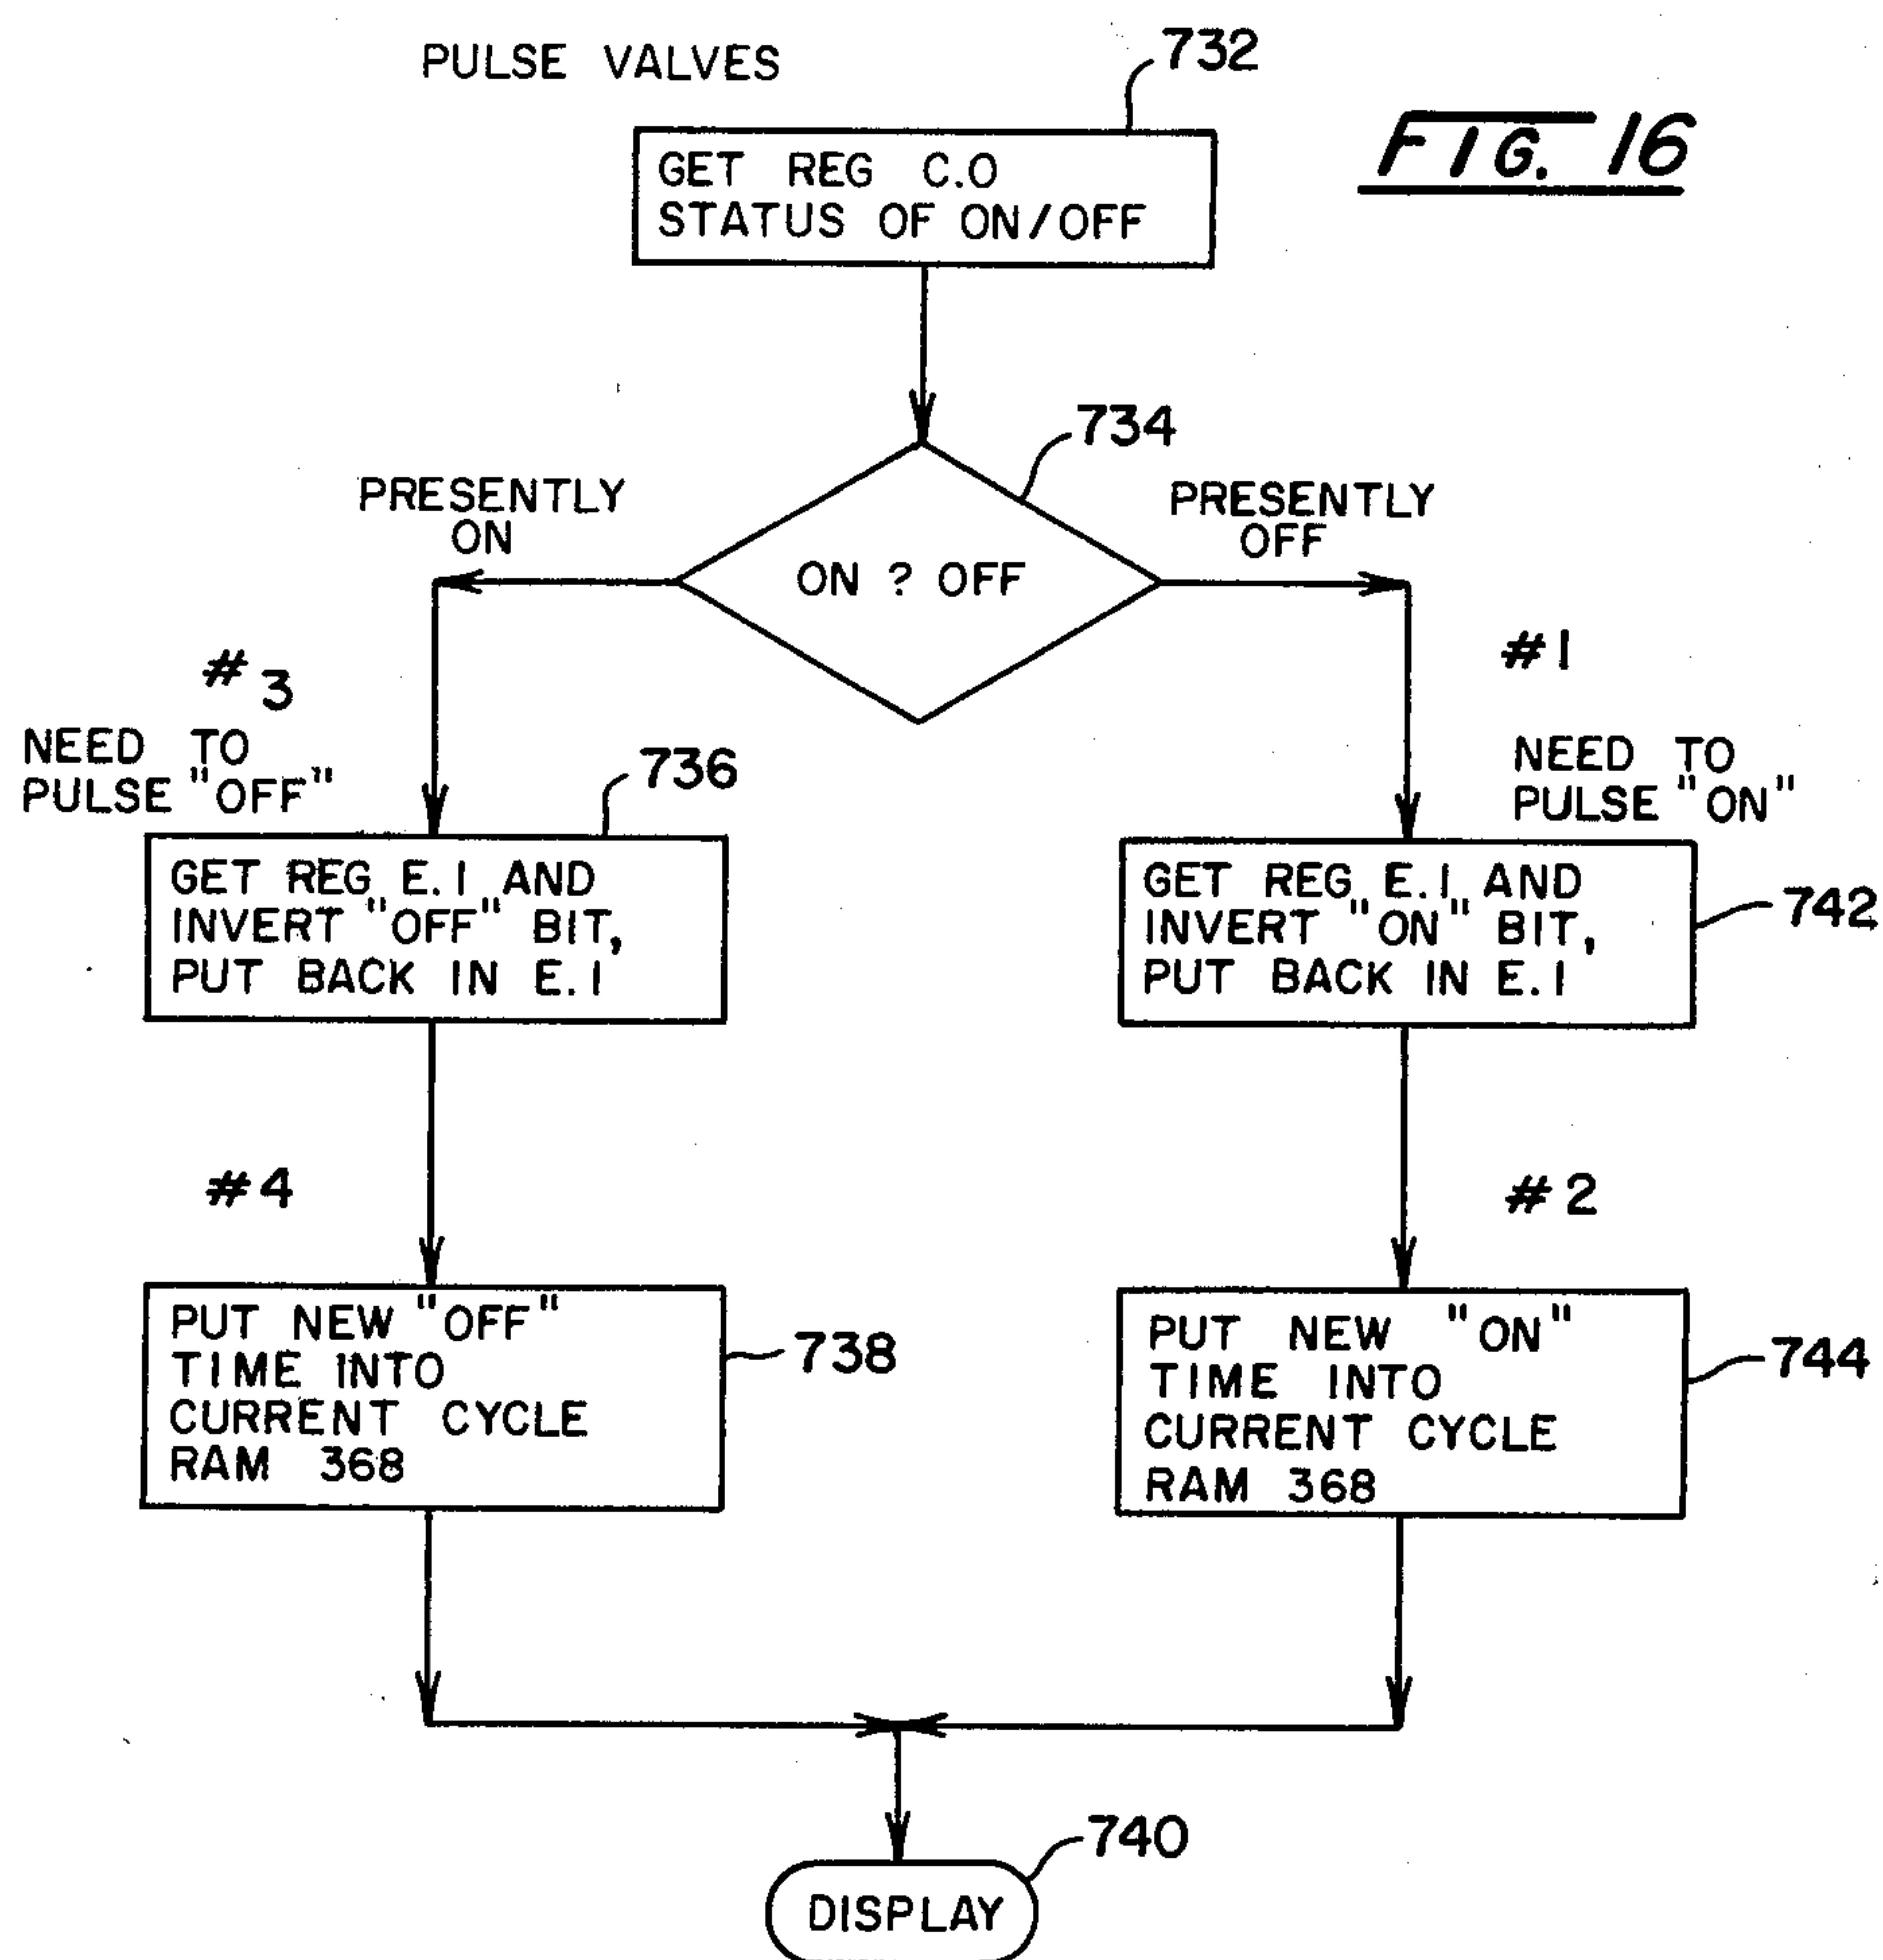 PULSE VALVES
732
FIG. 16
GET REG C.O
STATUS OF ON/OFF
734
PRESENTLY
ON
PRESENTLY
OFF
ON ? OFF
#3
NEED TO
PULSE "OFF"
#1
NEED TO
PULSE "ON"
736
GET REG E.I AND
INVERT "OFF" BIT,
PUT BACK IN E.I
GET REG E.I AND
INVERT "ON" BIT,
PUT BACK IN E.I
742
#4
#2
PUT NEW "OFF"
TIME INTO
CURRENT CYCLE
RAM 368
738
PUT NEW "ON"
TIME INTO
CURRENT CYCLE
RAM 368
744
740
DISPLAY